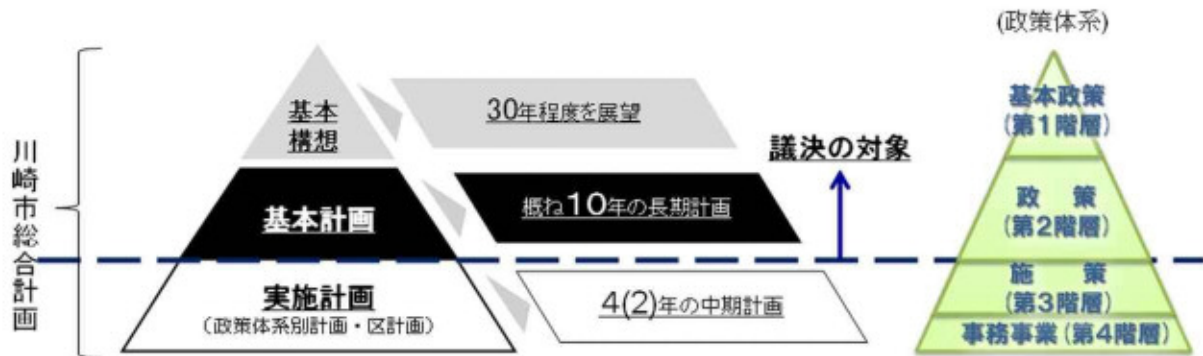 川崎市総合計画
基本
構想
30年程度を展望
基本計画
概ね10年の長期計画
実施計画
(政策体系別計画・区計画)
4(2)年の中期計画
議決の対象
(政策体系)
基本政策
(第1階層)
政 策
(第2階層)
施 策
(第3階層)
事務事業(第4階層)